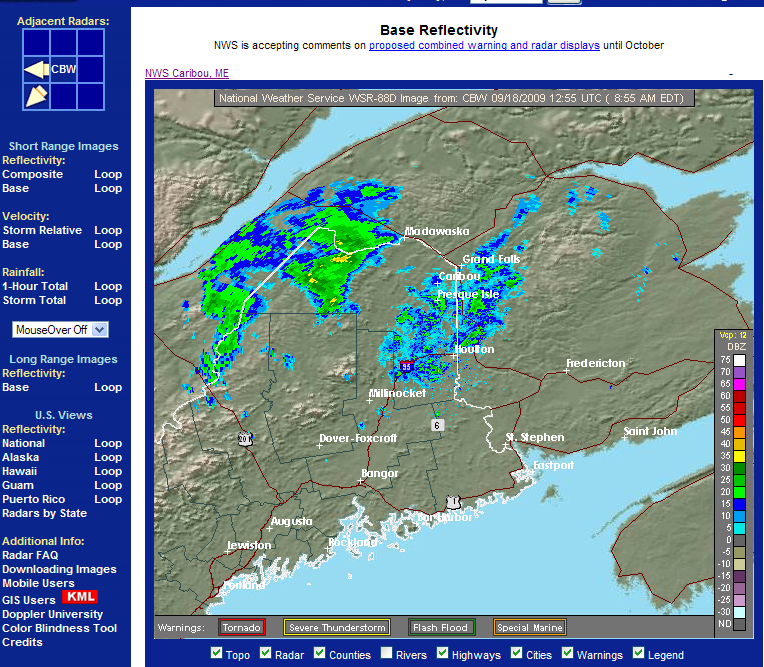 Adjacent Radars:
CBW
Short Range Images
Reflectivity:
Composite Loop
Base Loop
Velocity:
Storm Relative Loop
Base Loop
Rainfall:
1-Hour Total Loop
Storm Total Loop
MouseOver Off
Long Range Images
Reflectivity:
Base Loop
U.S. Views
Reflectivity:
National Loop
Alaska Loop
Hawaii Loop
Guam Loop
Puerto Rico Loop
Radars by State
Additional Info:
Radar FAQ
Downloading Images
Mobile Users
GIS Users KML
Doppler University
Color Blindness Tool
Credits
Base Reflectivity
NWS is accepting comments on proposed combined warning and radar displays until October
NWS Caribou, ME
National Weather Service WSR-88D Image from: CBW 09/18/2009 12:55 UTC ( 8:55 AM EDT)
Madawaska
Grand Falls
Caribou
Presque Isle
Houlton
95
Fredericton
Millinocket
6
201
Dover-Foxcroft
St. Stephen
Saint John
Eastport
Bangor
1
Bar Harbor
Augusta
Rockland
Lewiston
Portland
Vcp: 12
DBZ
75
70
65
60
55
50
45
40
35
30
25
20
15
10
5
0
-5
-10
-15
-20
-25
-30
ND
Warnings: Tornado Severe Thunderstorm Flash Flood Special Marine
Topo Radar Counties Rivers Highways Cities Warnings Legend